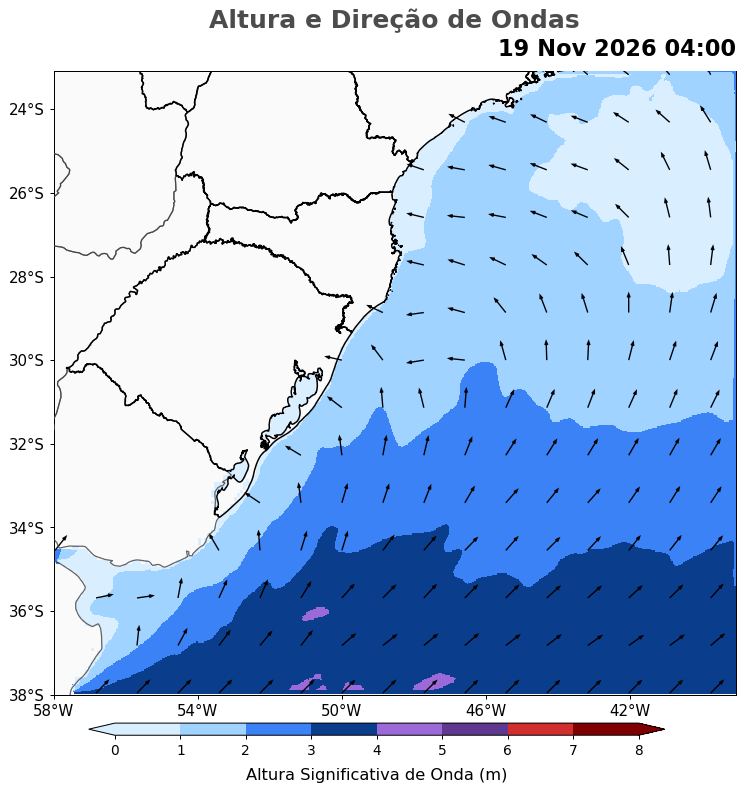 Altura e Direção de Ondas
19 Nov 2026 04:00
24°S
26°S
28°S
30°S
32°S
34°S
36°S
38°S
58°W 54°W 50°W 46°W 42°W
0 1 2 3 4 5 6 7 8
Altura Significativa de Onda (m)